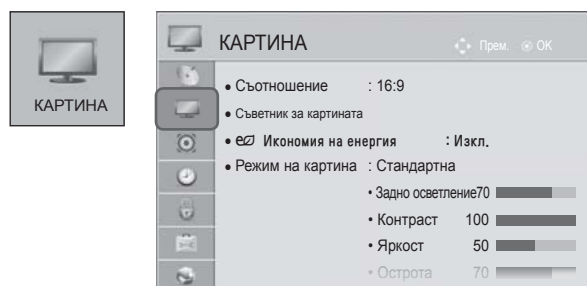 КАРТИНА
КАРТИНА Прем. OK
• Съотношение : 16:9
• Съветник за картината
• eco Икономия на енергия : Изкл.
• Режим на картина : Стандартна
• Задно осветление70
• Контраст 100
• Яркост 50
• Острота 70